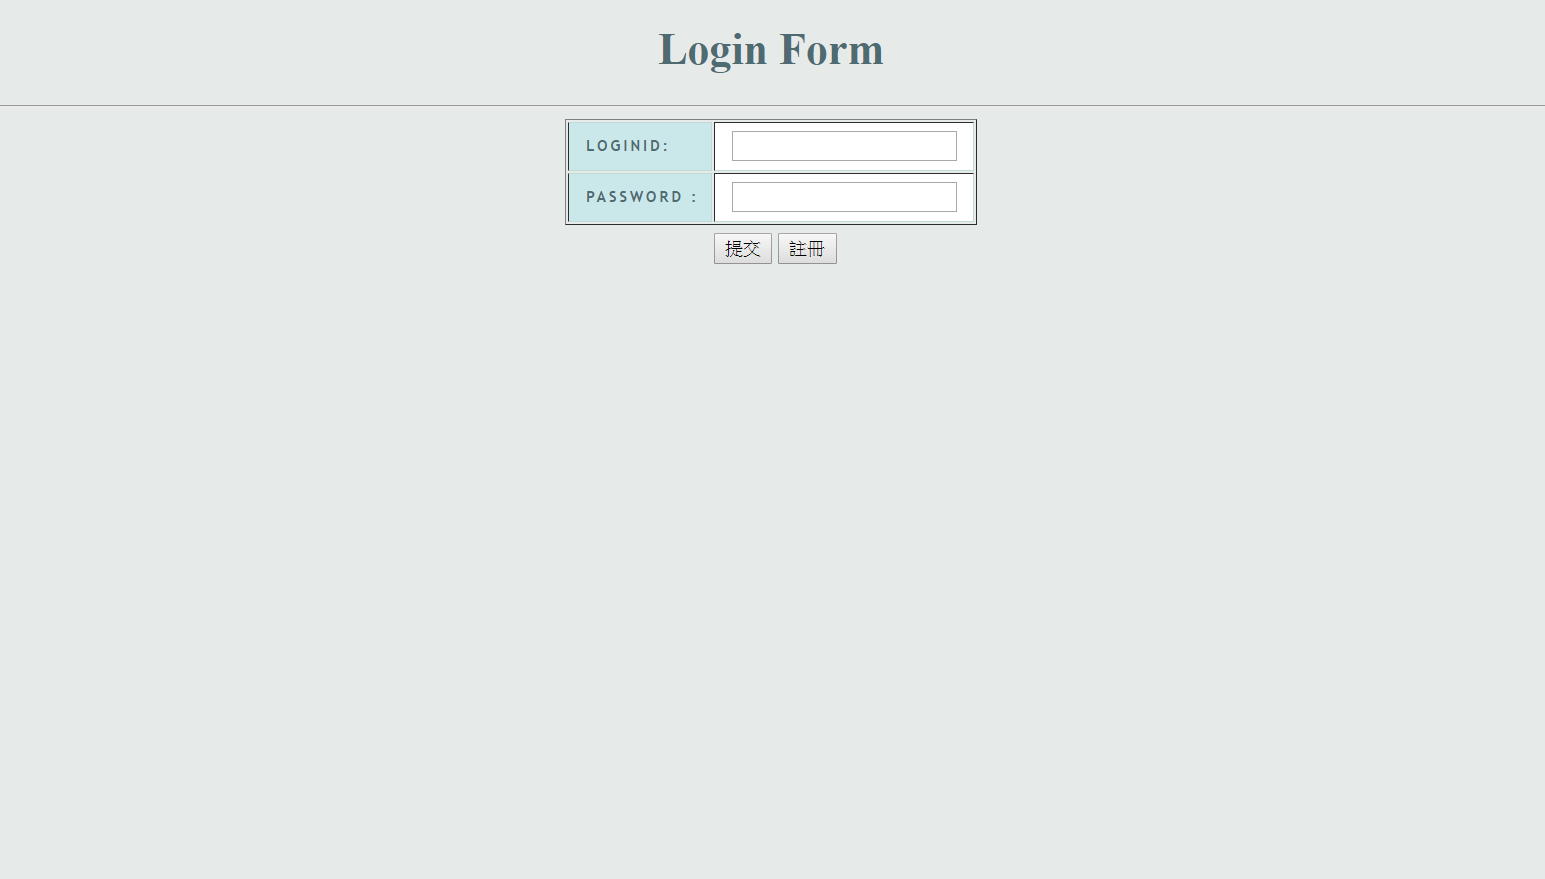 Login Form
LOGINID:
PASSWORD :
提交 註冊